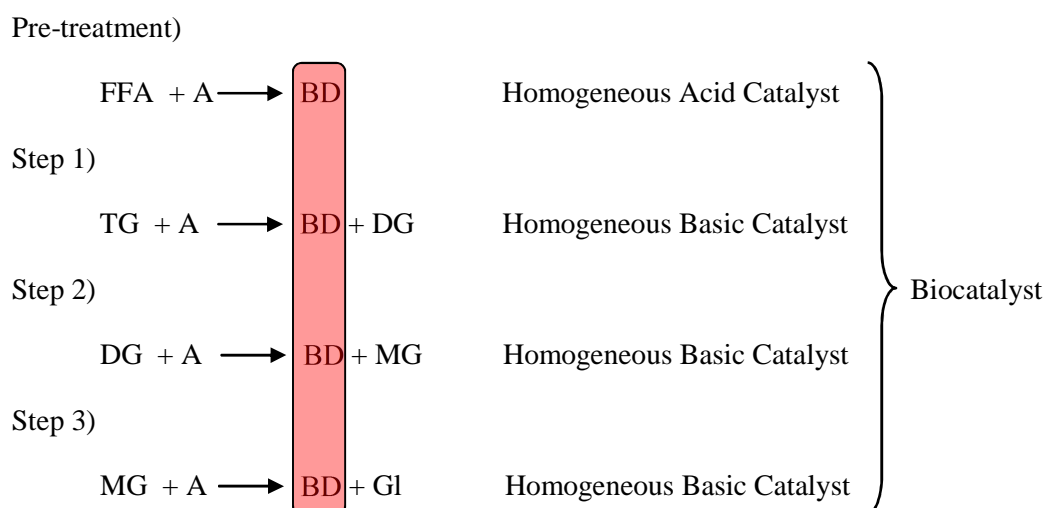 Pre-treatment)
FFA + A → BD Homogeneous Acid Catalyst
Step 1)
TG + A → BD + DG Homogeneous Basic Catalyst
Step 2)
Biocatalyst
DG + A → BD + MG Homogeneous Basic Catalyst
Step 3)
MG + A → BD + Gl Homogeneous Basic Catalyst